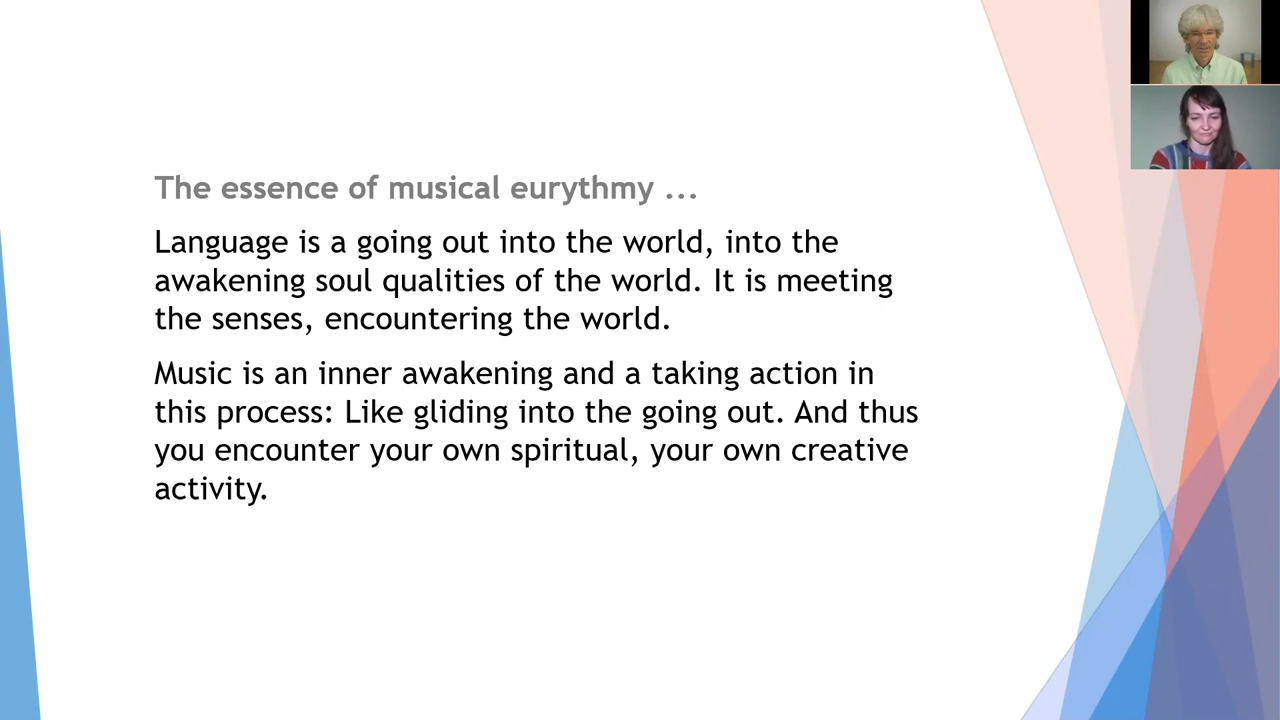 The essence of musical eurythmy ...
Language is a going out into the world, into the
awakening soul qualities of the world. It is meeting
the senses, encountering the world.
Music is an inner awakening and a taking action in
this process: Like gliding into the going out. And thus
you encounter your own spiritual, your own creative
activity.